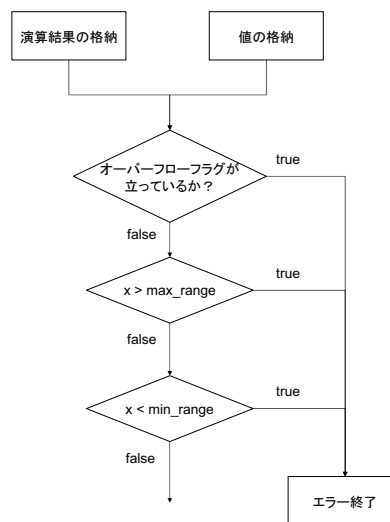 演算結果の格納
値の格納
オーバーフローフラグが
立っているか？
true
false
x > max_range
true
false
x < min_range
true
false
エラー終了